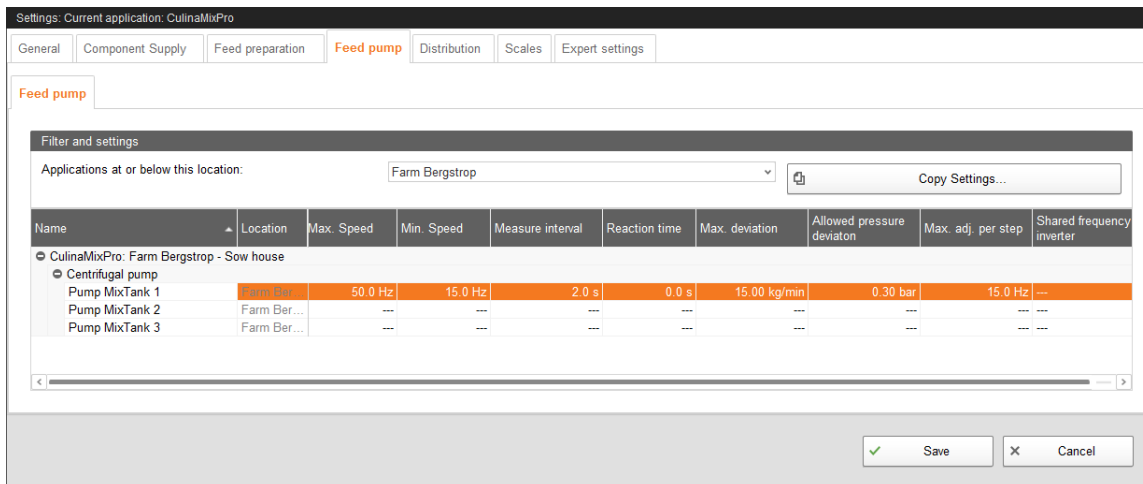 Settings: Current application: CulinaMixPro
General Component Supply Feed preparation Feed pump Distribution Scales Expert settings
Feed pump
Filter and settings
Applications at or below this location: Farm Bergstrop Copy Settings...
Name Location Max. Speed Min. Speed Measure interval Reaction time Max. deviation Allowed pressure deviaton Max. adj. per step Shared frequency inverter
CulinaMixPro: Farm Bergstrop - Sow house
Centrifugal pump
Pump MixTank 1 Farm Ber... 50.0 Hz 15.0 Hz 2.0 s 0.0 s 15.00 kg/min 0.30 bar 15.0 Hz ---
Pump MixTank 2 Farm Ber... --- --- --- --- --- --- --- ---
Pump MixTank 3 Farm Ber... --- --- --- --- --- --- --- ---
Save Cancel